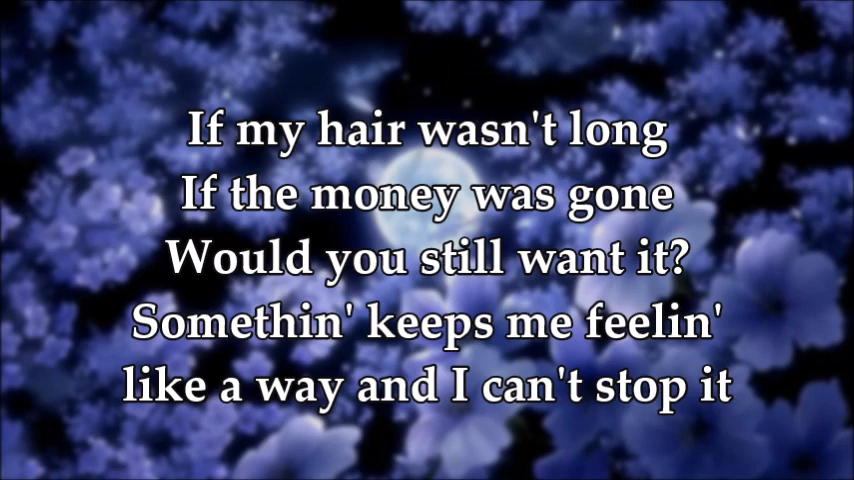 If my hair wasn't long
If the money was gone
Would you still want it?
Somethin' keeps me feelin'
like a way and I can't stop it